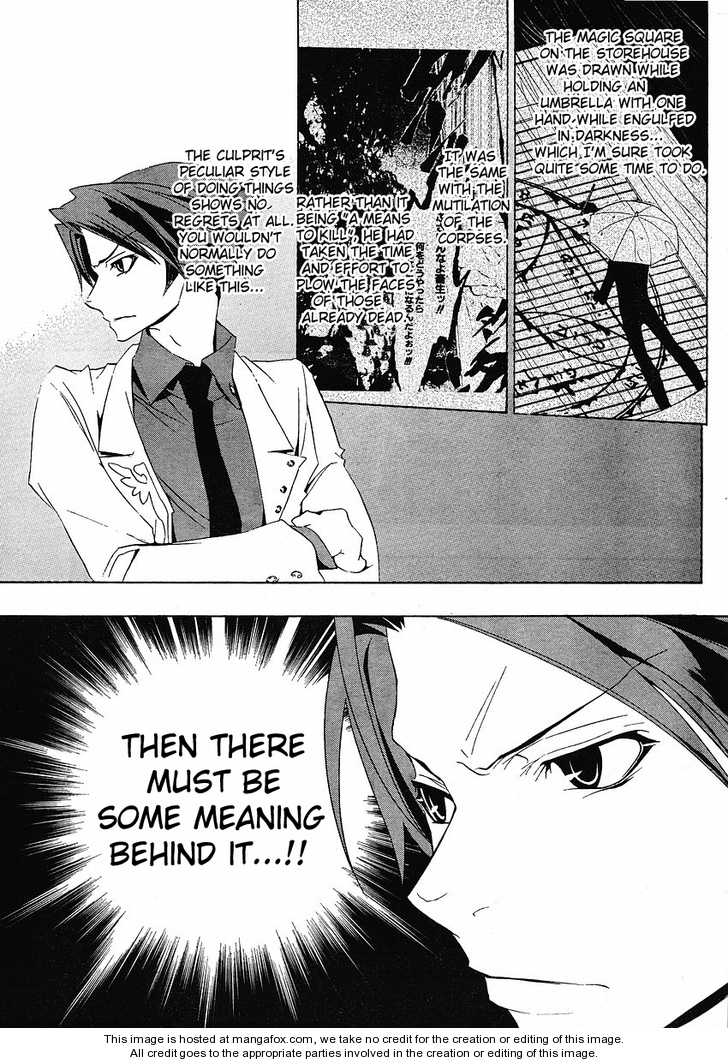 THE MAGIC SQUARE
ON THE STOREHOUSE
WAS DRAWN WHILE
HOLDING AN
UMBRELLA WITH ONE
HAND WHILE ENGULFED
IN DARKNESS...
WHICH I'M SURE TOOK
QUITE SOME TIME TO DO.
IT WAS
THE SAME
WITH THE
MUTILATION
OF THE
CORPSES.
RATHER THAN IT
BEING "A MEANS
TO KILL", HE HAD
TAKEN THE TIME
AND EFFORT TO
PLOW THE FACES
OF THOSE
ALREADY DEAD.
THE CULPRIT'S
PECULIAR STYLE
OF DOING THINGS
SHOWS NO
REGRETS AT ALL.
YOU WOULDN'T
NORMALLY DO
SOMETHING
LIKE THIS...
THEN THERE
MUST BE
SOME MEANING
BEHIND IT...!!
This image is hosted at mangafox.com, we take no credit for the creation or editing of this image.
All credit goes to the appropriate parties involved in the creation or editing of this image.